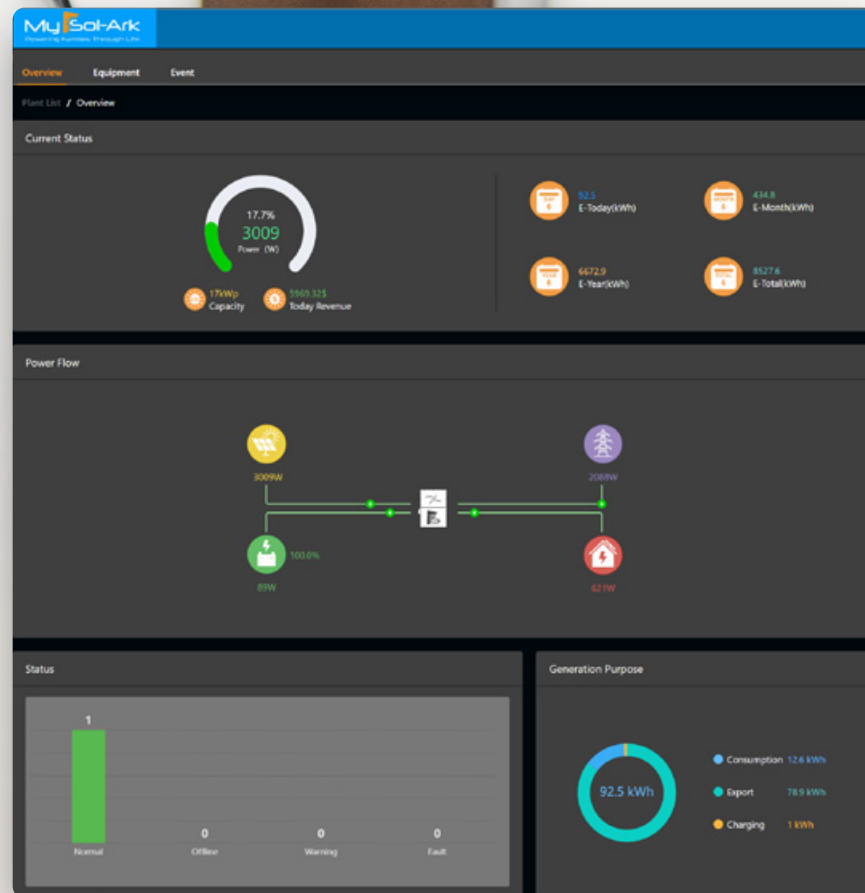 My Sol-Ark
Powering Families Through Life
Overview Equipment Event
Plant List / Overview
Current Status
17.7%
3009
Power (W)
17kWp
Capacity
5969.32$
Today Revenue
92.5
E-Today(kWh)
434.8
E-Month(kWh)
6672.9
E-Year(kWh)
8527.6
E-Total(kWh)
Power Flow
3009W
2088W
100.0%
89W
621W
Status
1
0
0
0
Normal
Offline
Warning
Fault
Generation Purpose
92.5 kWh
Consumption 12.6 kWh
Export 78.9 kWh
Charging 1 kWh